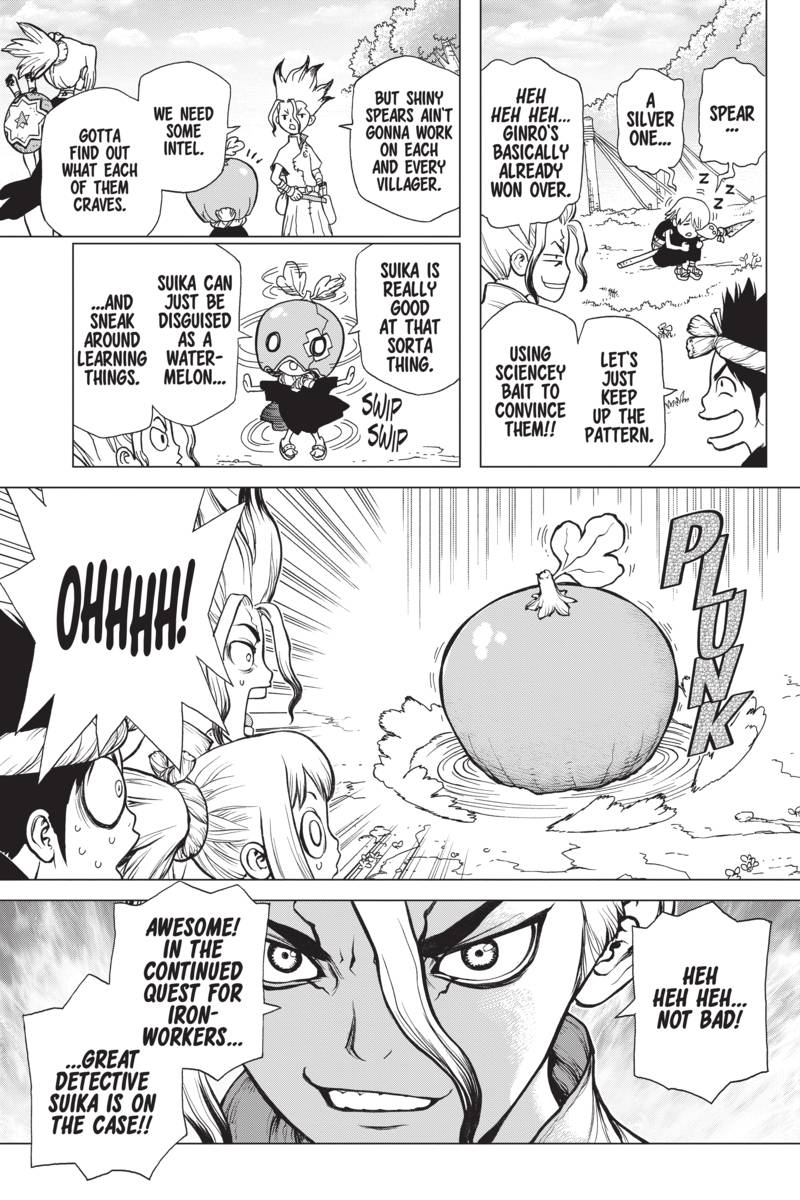 SPEAR...
A
SILVER
ONE...
Z
Z
Z
HEH
HEH HEH...
GINRO'S
BASICALLY
ALREADY
WON OVER.
LET'S
JUST
KEEP
UP THE
PATTERN.
USING
SCIENCEY
BAIT TO
CONVINCE
THEM!!
BUT SHINY
SPEARS AIN'T
GONNA WORK
ON EACH
AND EVERY
VILLAGER.
WE NEED
SOME
INTEL.
GOTTA
FIND OUT
WHAT EACH
OF THEM
CRAVES.
SUIKA IS
REALLY
GOOD
AT THAT
SORTA
THING.
SWIP
SWIP
SUIKA CAN
JUST BE
DISGUISED
AS A
WATER-
MELON...
...AND
SNEAK
AROUND
LEARNING
THINGS.
PLUNK
OHHHH!
HEH
HEH HEH...
NOT BAD!
AWESOME!
IN THE
CONTINUED
QUEST FOR
IRON-
WORKERS...
...GREAT
DETECTIVE
SUIKA IS ON
THE CASE!!